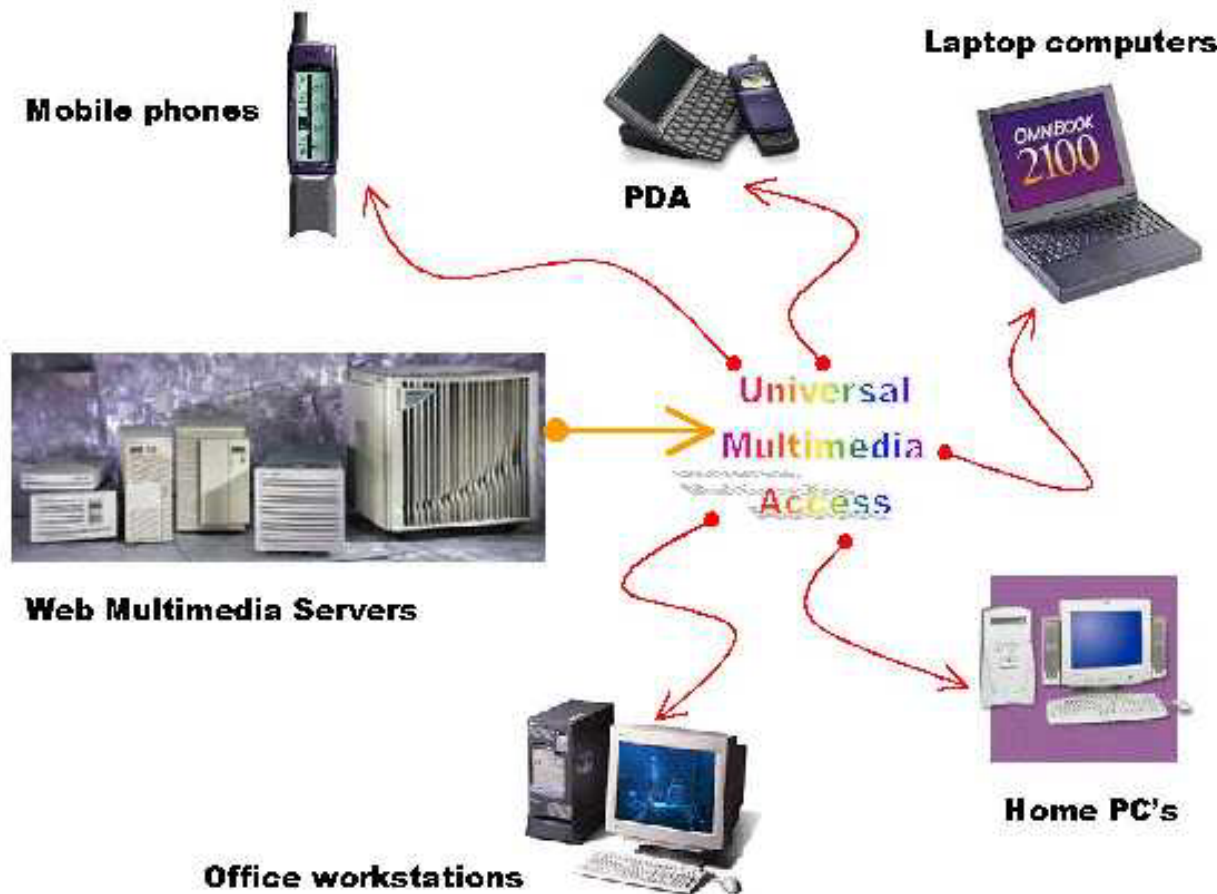 Laptop computers
Mobile phones
OMNIBOOK
2100
PDA
Universal
Multimedia
Access
Web Multimedia Servers
Home PC's
Office workstations